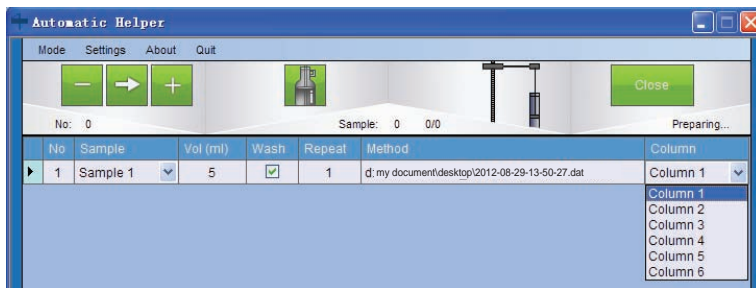 Automatic Helper
Mode Settings About Quit
Close
No: 0 Sample: 0 0/0 Preparing...
No Sample Vol (ml) Wash Repeat Method Column
1 Sample 1 5 1 d: my document\desktop\2012-08-29-13-50-27.dat Column 1
Column 1
Column 2
Column 3
Column 4
Column 5
Column 6